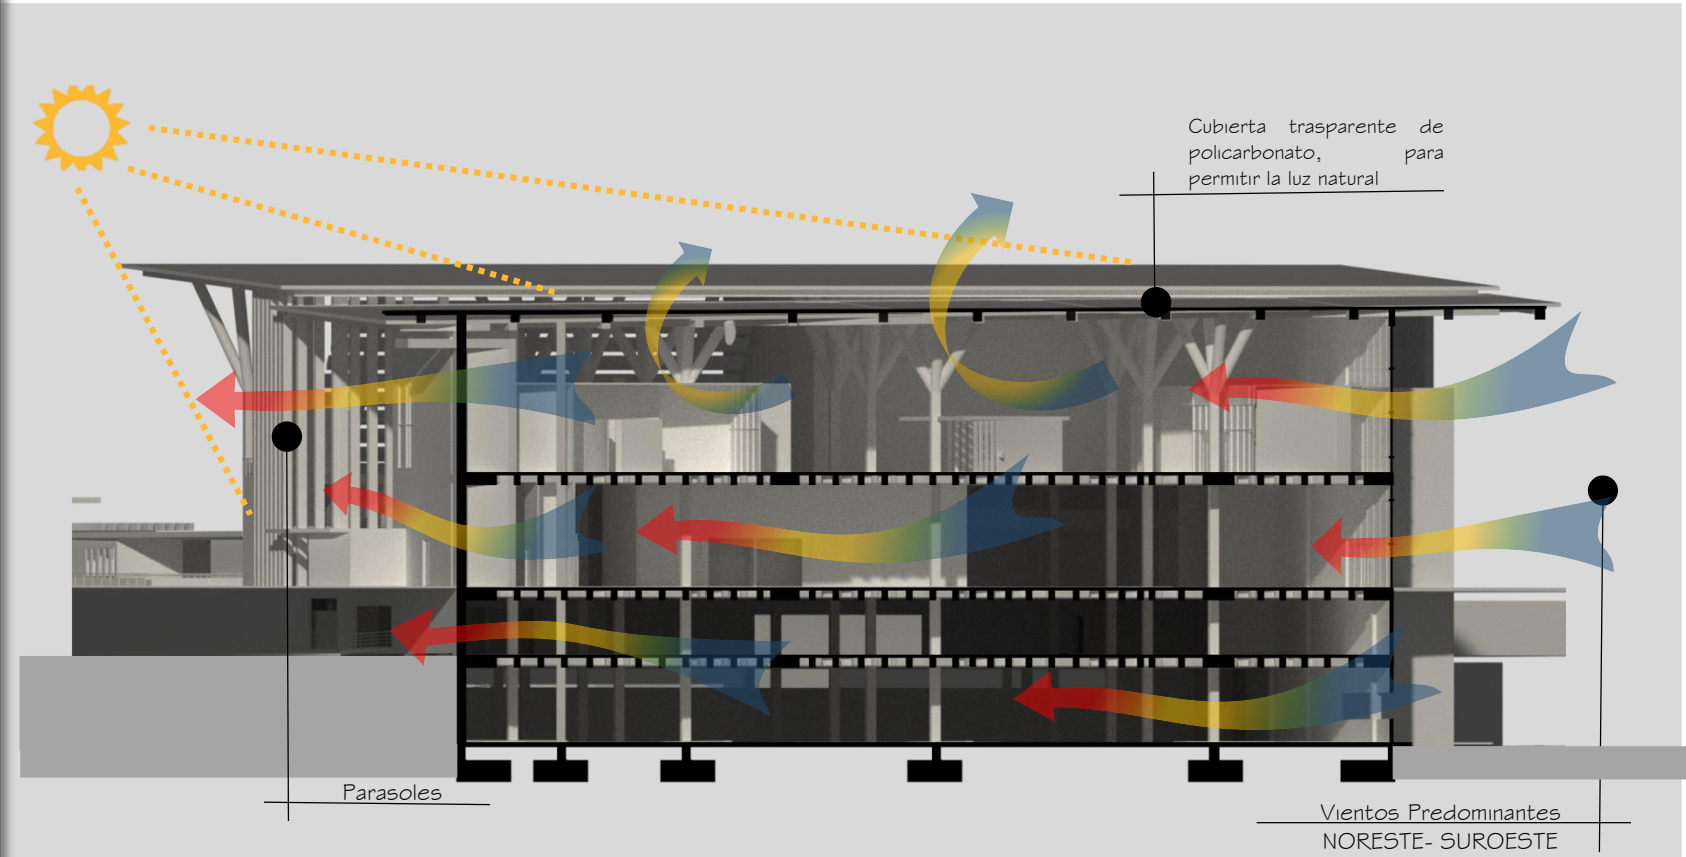 Cubierta trasparente de
policarbonato, para
permitir la luz natural
Parasoles
Vientos Predominantes
NORESTE- SUROESTE